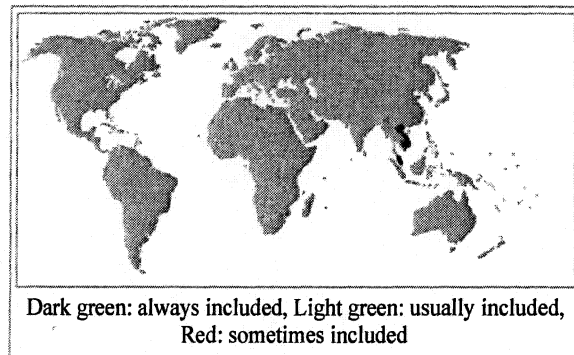 Dark green: always included, Light green: usually included,
Red: sometimes included